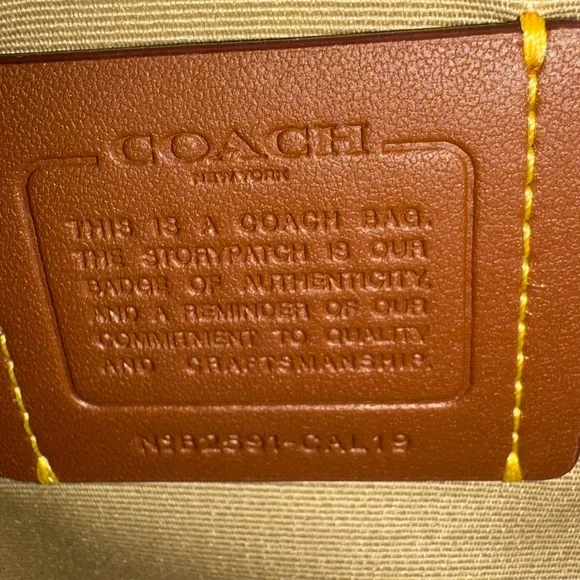 COACH
NEW YORK
THIS IS A COACH BAG.
THE STORYPATCH IS OUR
BADGE OF AUTHENTICITY,
AND A REMINDER OF OUR
COMMITMENT TO QUALITY
AND CRAFTSMANSHIP.
Nº B2591-CAL19